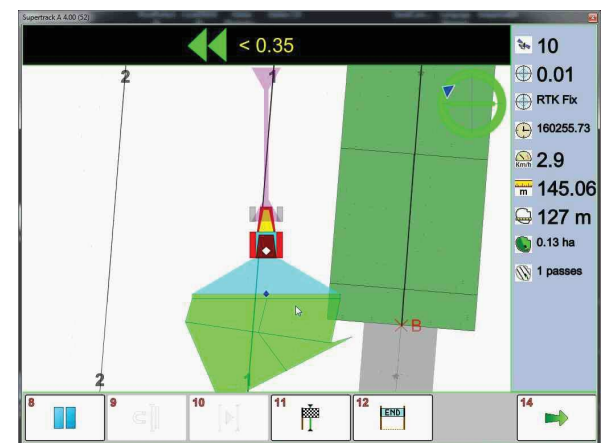 Supertrack A 4.00 (52)
< 0.35
10
0.01
RTK Fix
160255.73
Km/h
2.9
m
145.06
127 m
0.13 ha
1 passes
2
1
B
2
1
8
9
10
11
12
END
14